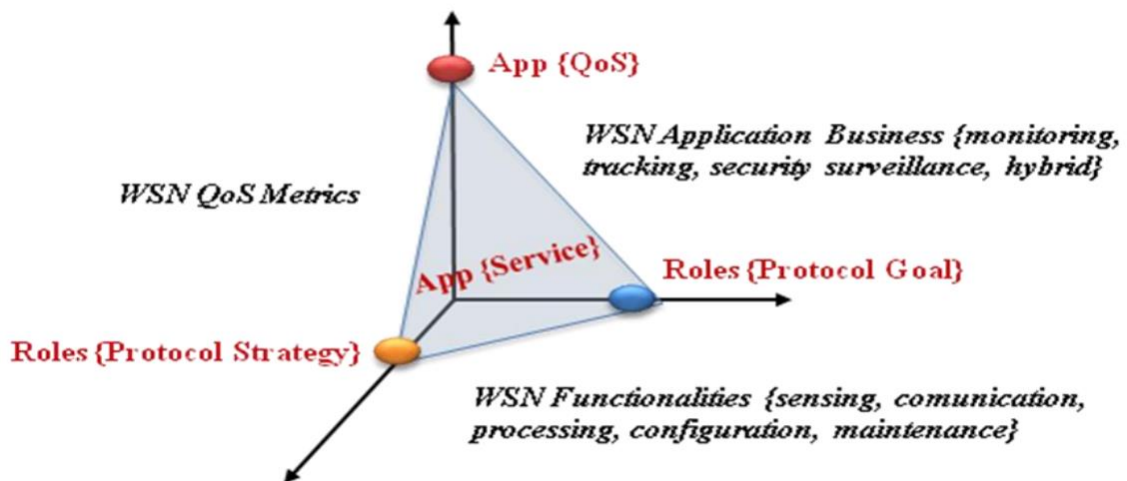 App {QoS}
WSN Application Business {monitoring,
tracking, security surveillance, hybrid}
WSN QoS Metrics
App {Service}
Roles {Protocol Goal}
Roles {Protocol Strategy}
WSN Functionalities {sensing, comunication,
processing, configuration, maintenance}